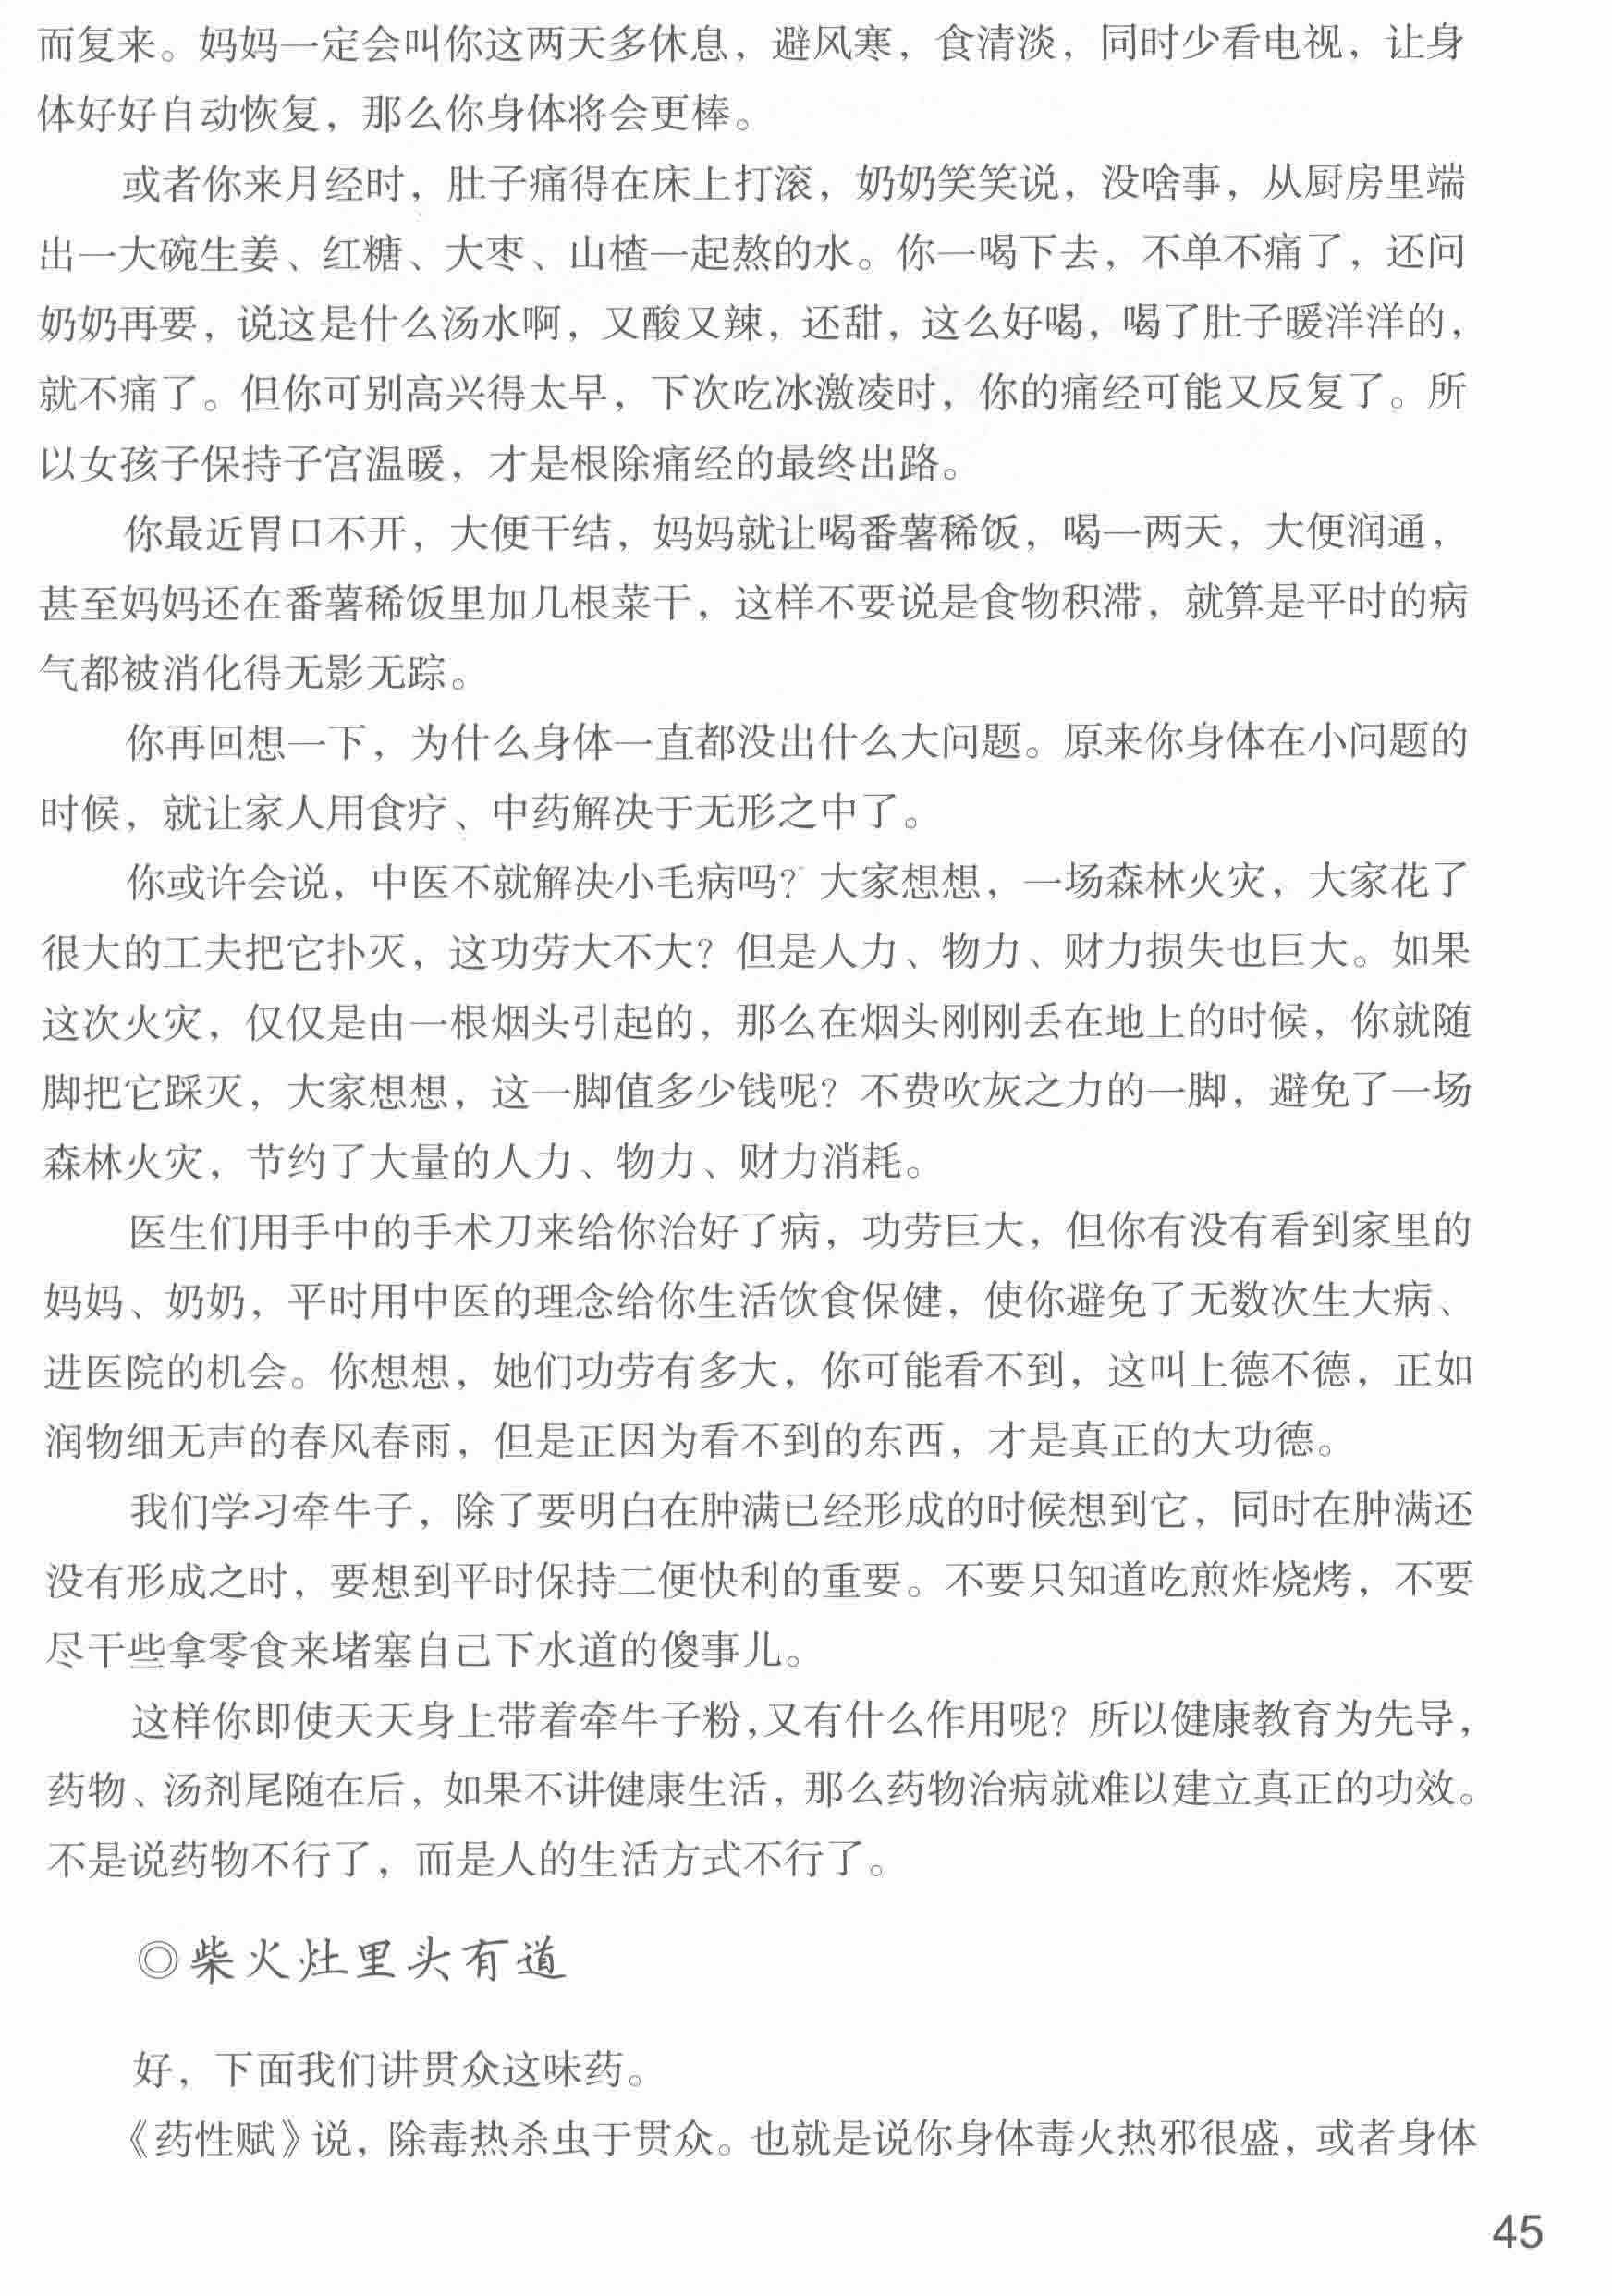 而复来。妈妈一定会叫你这两天多休息，避风寒，食清淡，同时少看电视，让身
体好好自动恢复，那么你身体将会更棒。
或者你来月经时，肚子痛得在床上打滚，奶奶笑笑说，没啥事，从厨房里端
出一大碗生姜、红糖、大枣、山楂一起熬的水。你一喝下去，不单不痛了，还问
奶奶再要，说这是什么汤水啊，又酸又辣，还甜，这么好喝，喝了肚子暖洋洋的，
就不痛了。但你可别高兴得太早，下次吃冰激凌时，你的痛经可能又反复了。所
以女孩子保持子宫温暖，才是根除痛经的最终出路。
你最近胃口不开，大便干结，妈妈就让喝番薯稀饭，喝一两天，大便润通，
甚至妈妈还在番薯稀饭里加几根菜干，这样不要说是食物积滞，就算是平时的病
气都被消化得无影无踪。
你再回想一下，为什么身体一直都没出什么大问题。原来你身体在小问题的
时候，就让家人用食疗、中药解决于无形之中了。
你或许会说，中医不就解决小毛病吗？大家想想，一场森林火灾，大家花了
很大的工夫把它扑灭，这功劳大不大？但是人力、物力、财力损失也巨大。如果
这次火灾，仅仅是由一根烟头引起的，那么在烟头刚刚丢在地上的时候，你就随
脚把它踩灭，大家想想，这一脚值多少钱呢？不费吹灰之力的一脚，避免了一场
森林火灾，节约了大量的人力、物力、财力消耗。
医生们用手中的手术刀来给你治好了病，功劳巨大，但你有没有看到家里的
妈妈、奶奶，平时用中医的理念给你生活饮食保健，使你避免了无数次生大病、
进医院的机会。你想想，她们功劳有多大，你可能看不到，这叫上德不德，正如
润物细无声的春风春雨，但是正因为看不到的东西，才是真正的大功德。
我们学习牵牛子，除了要明白在肿满已经形成的时候想到它，同时在肿满还
没有形成之时，要想到平时保持二便快利的重要。不要只知道吃煎炸烧烤，不要
尽干些拿零食来堵塞自己下水道的傻事儿。
这样你即使天天身上带着牵牛子粉，又有什么作用呢？所以健康教育为先导，
药物、汤剂尾随在后，如果不讲健康生活，那么药物治病就难以建立真正的功效。
不是说药物不行了，而是人的生活方式不行了。
◎柴火灶里头有道
好，下面我们讲贯众这味药。
《药性赋》说，除毒热杀虫于贯众。也就是说你身体毒火热邪很盛，或者身体
45